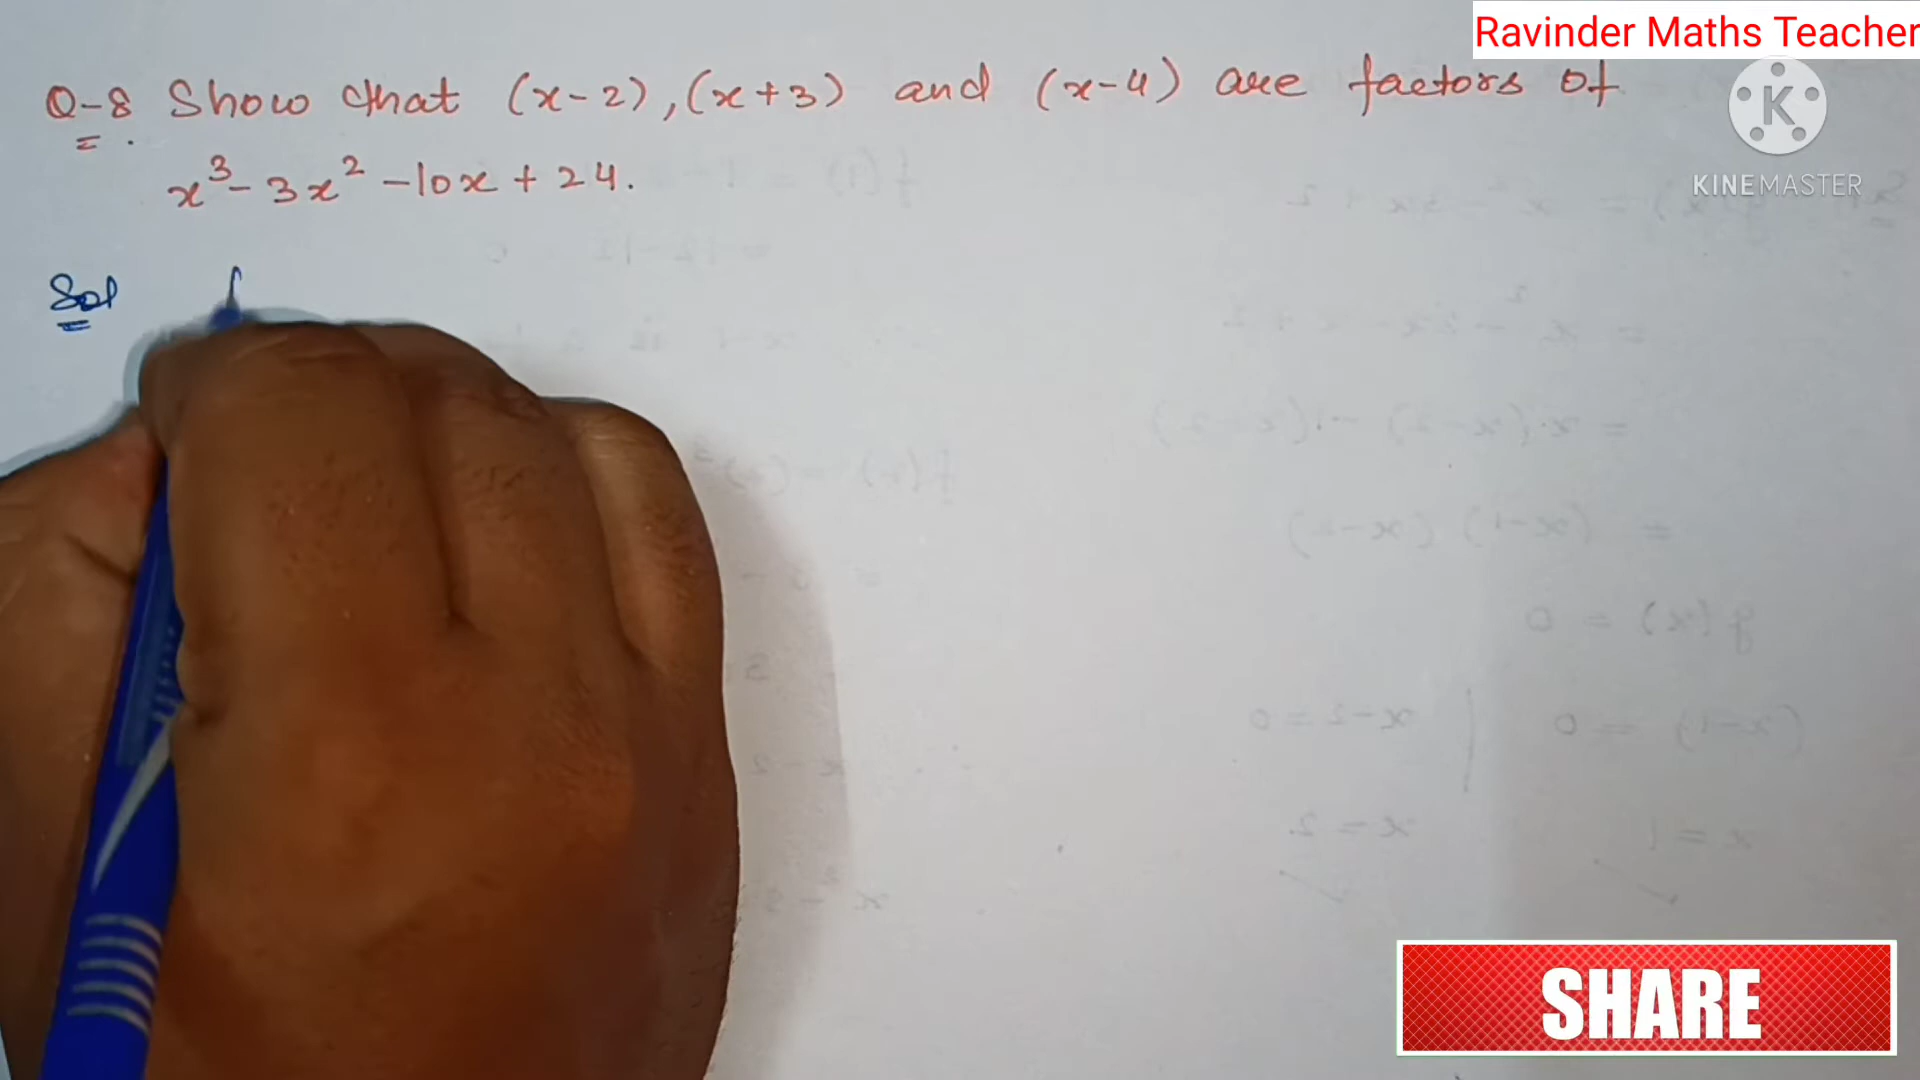 Ravinder Maths Teacher
Q-8 Show that (x-2), (x+3) and (x-4) are factors of
x³- 3x² -10x + 24.
KINEMASTER
Sol f
SHARE